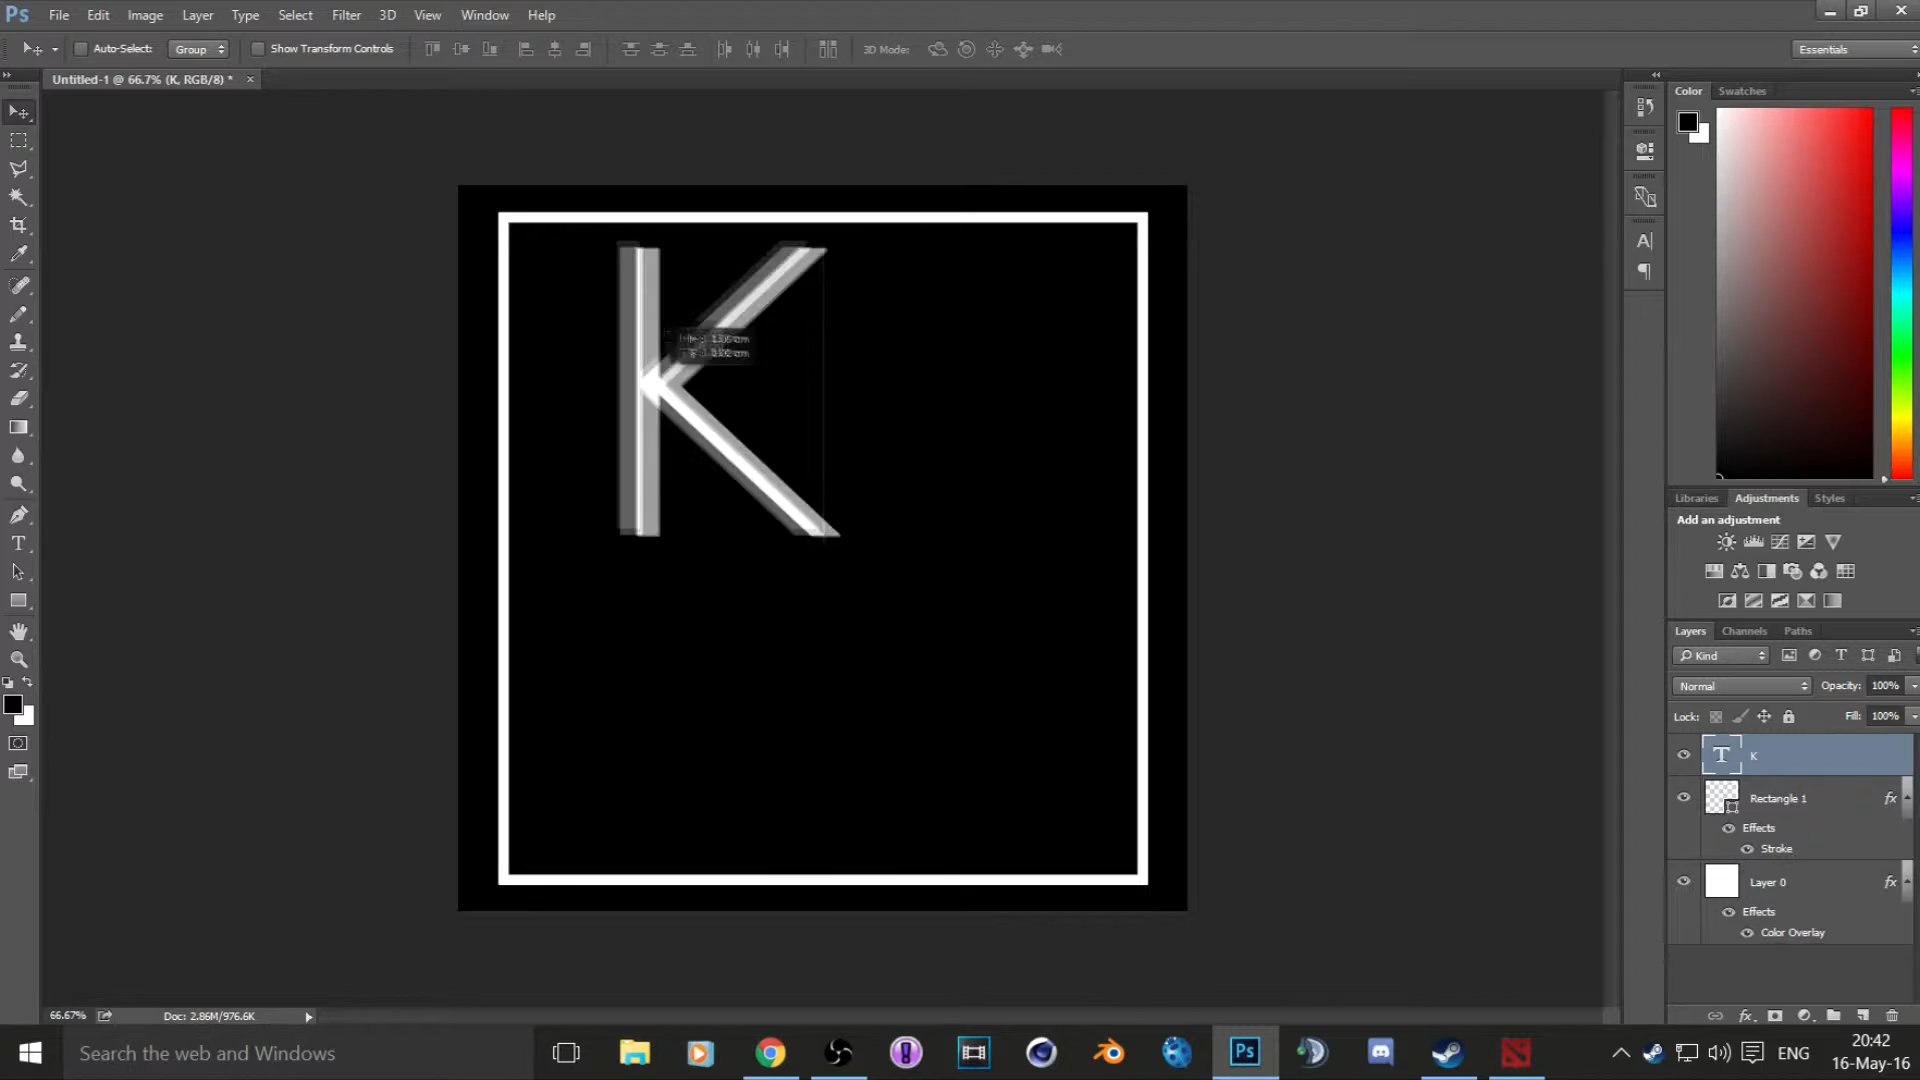 Ps File Edit Image Layer Type Select Filter 3D View Window Help
Auto-Select: Group Show Transform Controls 3D Mode: Essentials
Untitled-1 @ 66.7% (K, RGB/8) * ×
Color Swatches
K
Libraries Adjustments Styles
Add an adjustment
Layers Channels Paths
Kind
Normal Opacity: 100%
Lock: Fill: 100%
T K
Rectangle 1 fx
Effects
Stroke
Layer 0 fx
Effects
Color Overlay
66.67% Doc: 2.86M/976.6K
Search the web and Windows
Ps
ENG
20:42
16-May-16